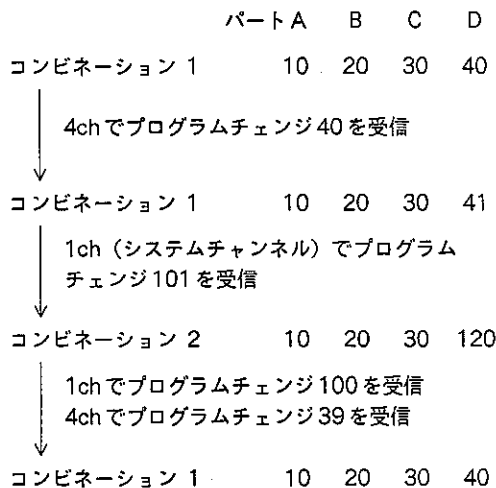 パートA B C D
コンビネーション 1 10 20 30 40
4chでプログラムチェンジ40を受信
コンビネーション 1 10 20 30 41
1ch（システムチャンネル）でプログラム
チェンジ101を受信
コンビネーション 2 10 20 30 120
1chでプログラムチェンジ100を受信
4chでプログラムチェンジ39を受信
コンビネーション 1 10 20 30 40